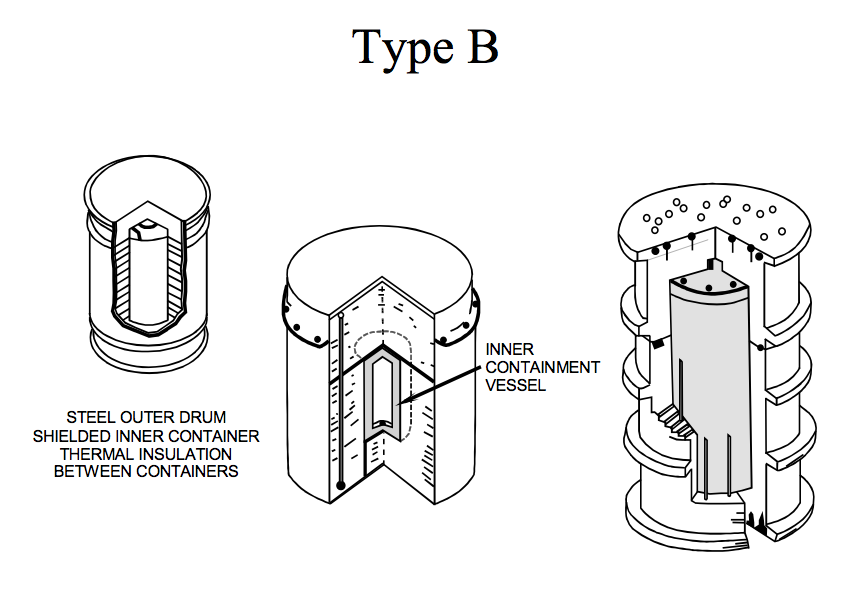 Type B
STEEL OUTER DRUM
SHIELDED INNER CONTAINER
THERMAL INSULATION
BETWEEN CONTAINERS
INNER
CONTAINMENT
VESSEL